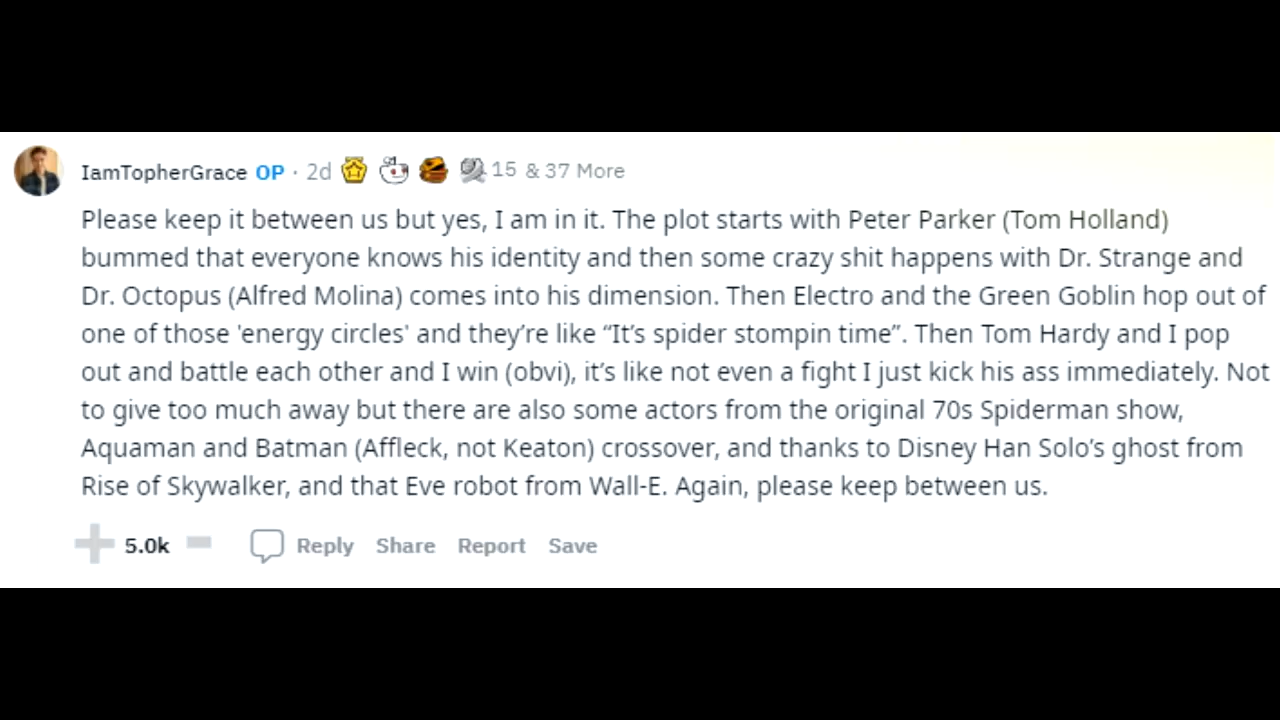 IamTopherGrace OP · 2d 15 & 37 More
Please keep it between us but yes, I am in it. The plot starts with Peter Parker (Tom Holland)
bummed that everyone knows his identity and then some crazy shit happens with Dr. Strange and
Dr. Octopus (Alfred Molina) comes into his dimension. Then Electro and the Green Goblin hop out of
one of those 'energy circles' and they’re like “It’s spider stompin time”. Then Tom Hardy and I pop
out and battle each other and I win (obvi), it’s like not even a fight I just kick his ass immediately. Not
to give too much away but there are also some actors from the original 70s Spiderman show,
Aquaman and Batman (Affleck, not Keaton) crossover, and thanks to Disney Han Solo’s ghost from
Rise of Skywalker, and that Eve robot from Wall-E. Again, please keep between us.
5.0k Reply Share Report Save